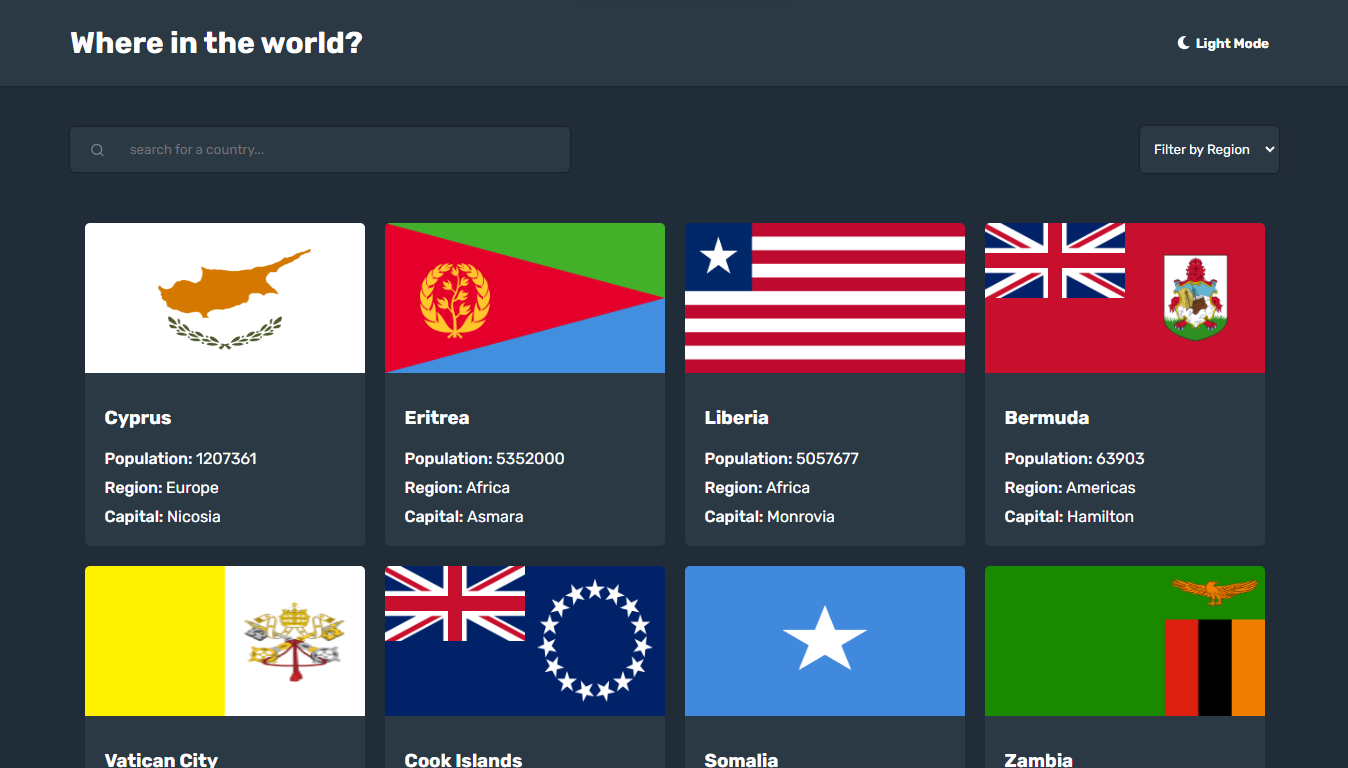 Where in the world?
Light Mode
search for a country...
Filter by Region
Cyprus
Population: 1207361
Region: Europe
Capital: Nicosia
Eritrea
Population: 5352000
Region: Africa
Capital: Asmara
Liberia
Population: 5057677
Region: Africa
Capital: Monrovia
Bermuda
Population: 63903
Region: Americas
Capital: Hamilton
Vatican City
Cook Islands
Somalia
Zambia